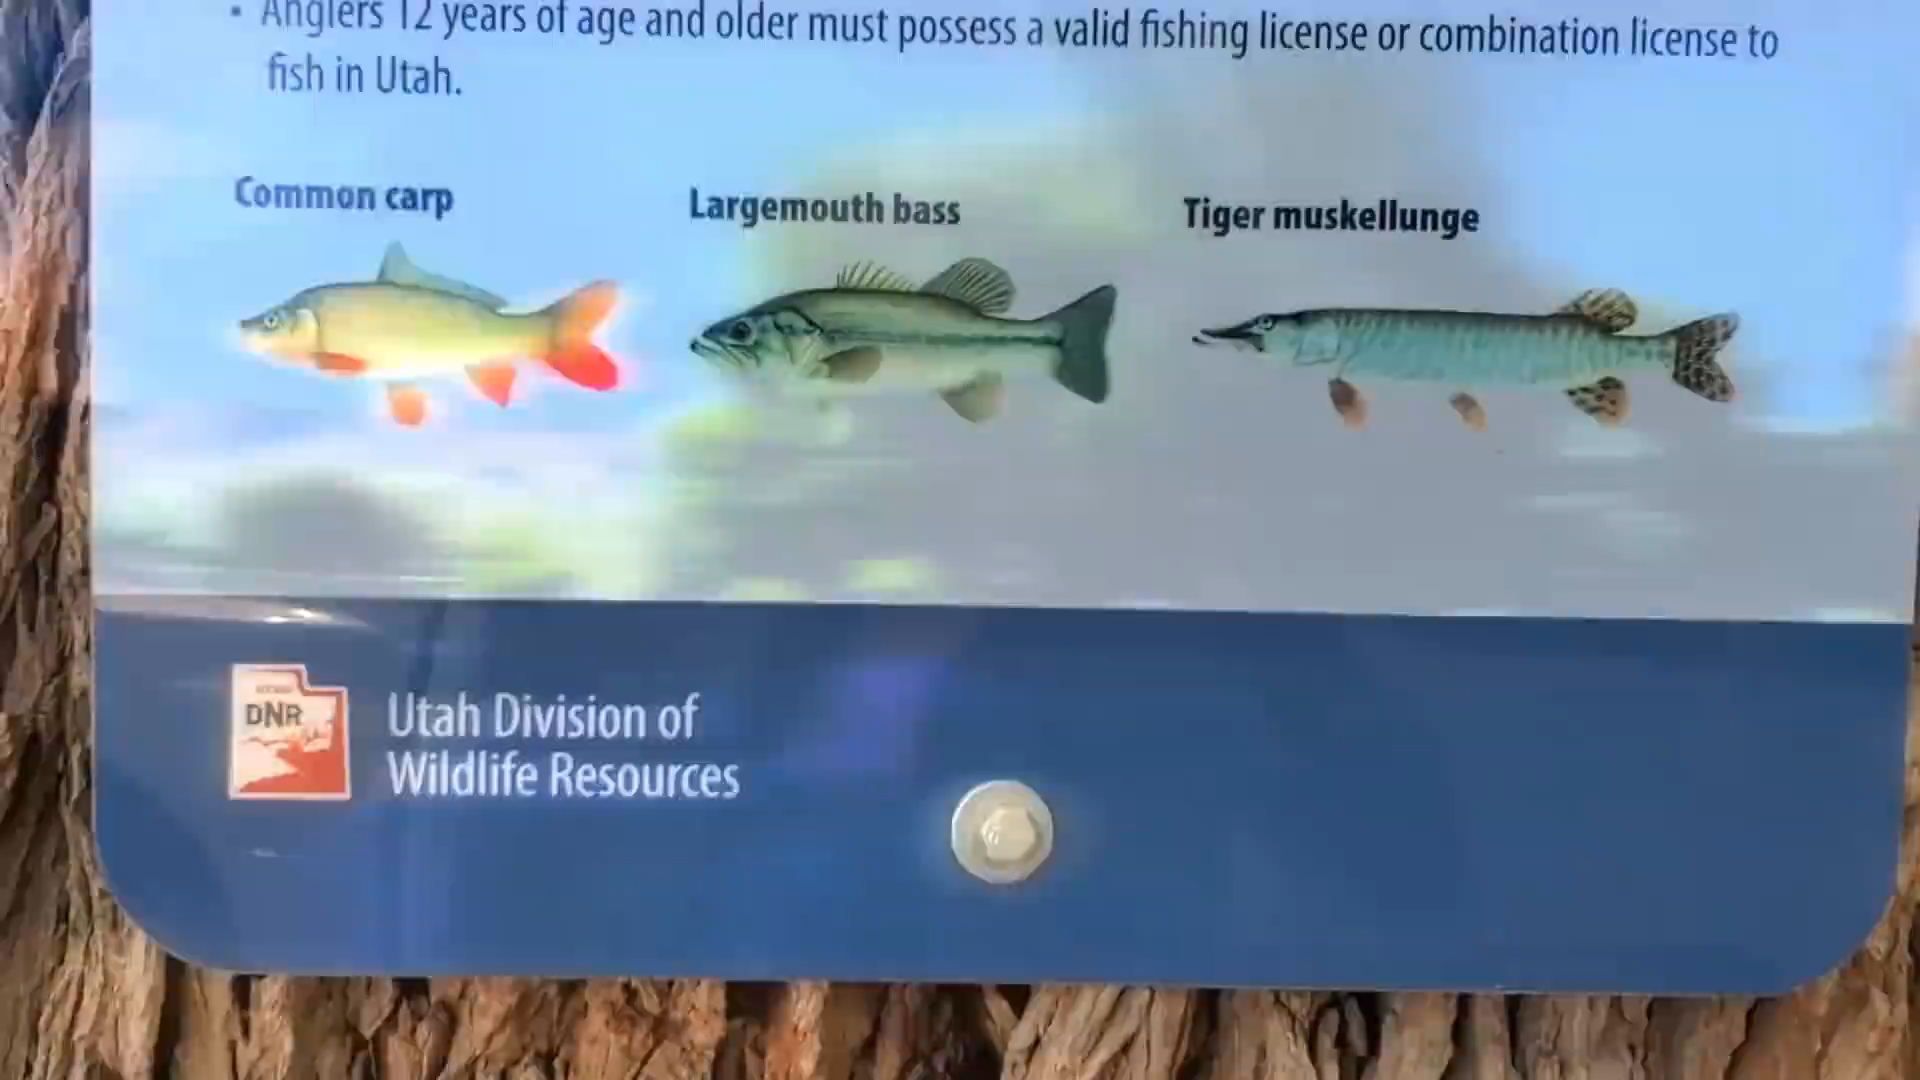 • Anglers 12 years of age and older must possess a valid fishing license or combination license to
fish in Utah.
Common carp
Largemouth bass
Tiger muskellunge
DNR
Utah Division of
Wildlife Resources